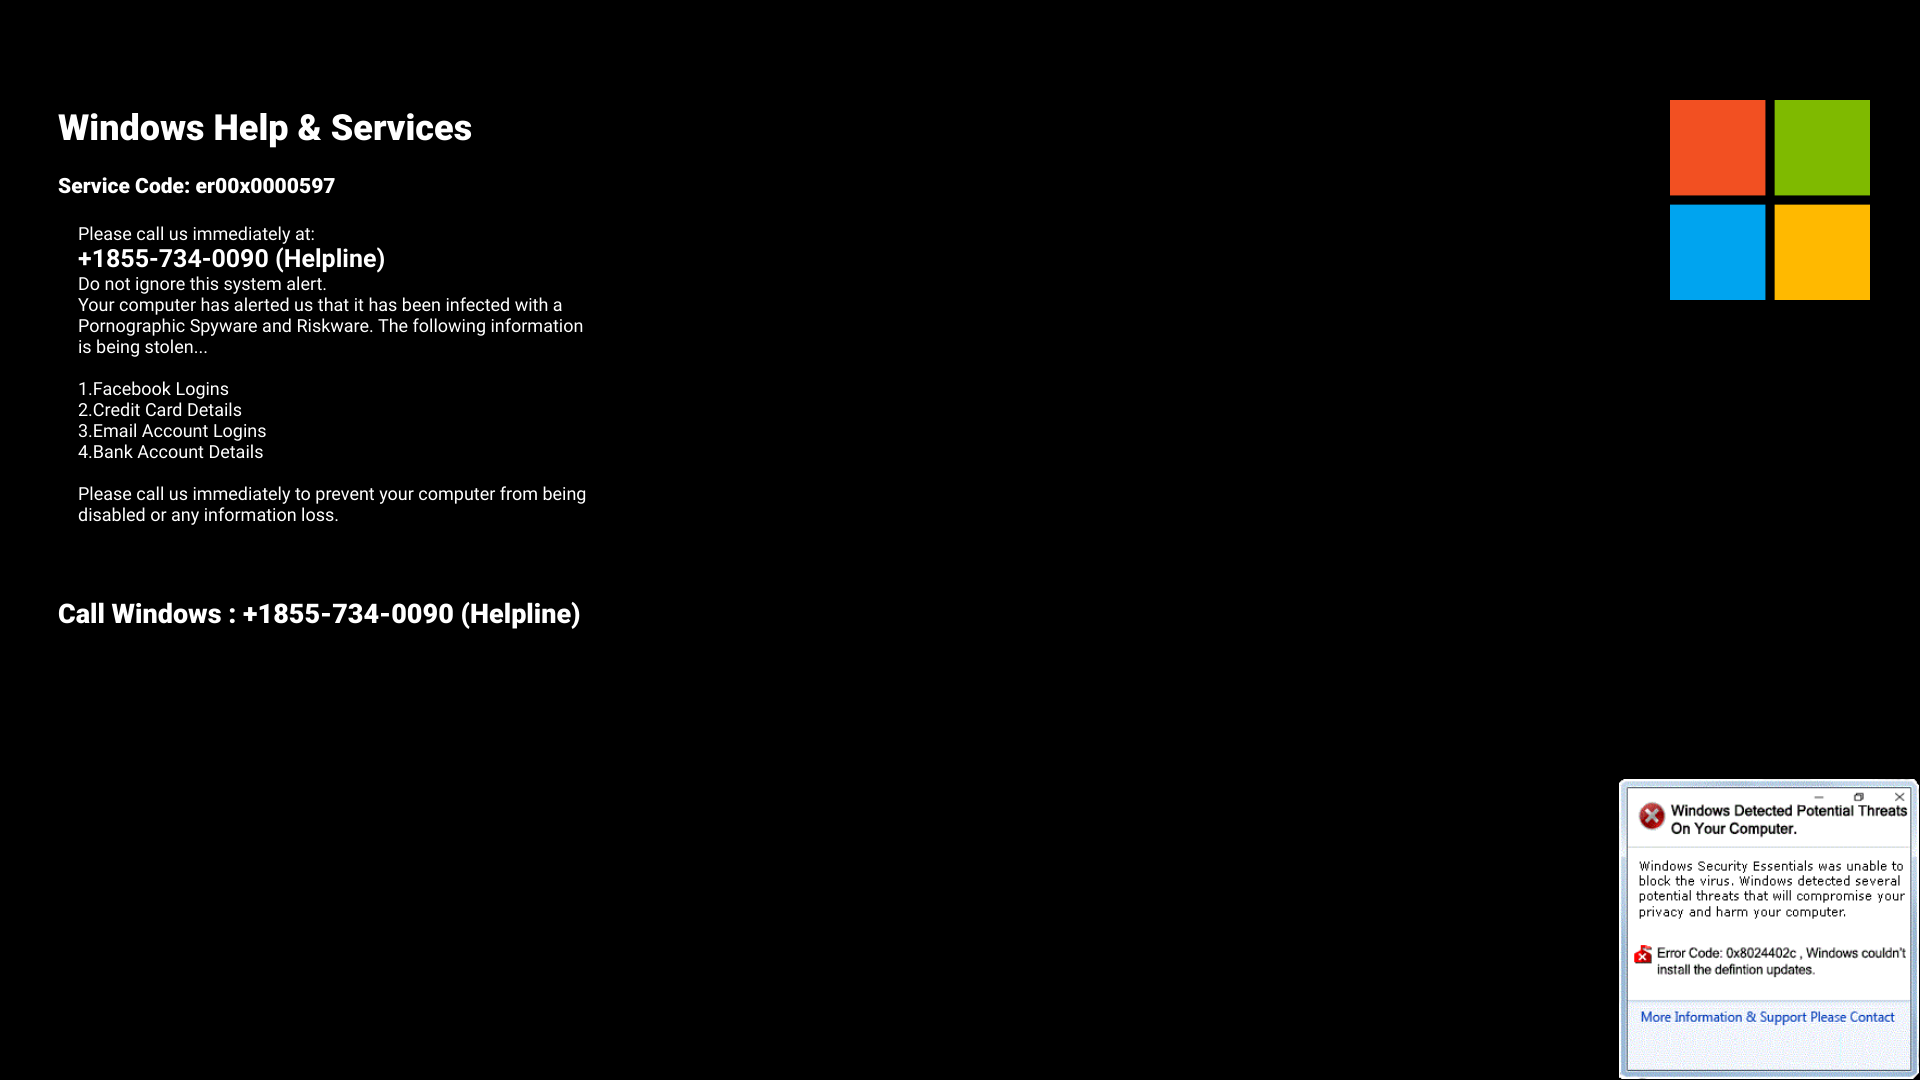 Windows Help & Services
Service Code: er00x0000597
Please call us immediately at:
+1855-734-0090 (Helpline)
Do not ignore this system alert.
Your computer has alerted us that it has been infected with a
Pornographic Spyware and Riskware. The following information
is being stolen...
1.Facebook Logins
2.Credit Card Details
3.Email Account Logins
4.Bank Account Details
Please call us immediately to prevent your computer from being
disabled or any information loss.
Call Windows : +1855-734-0090 (Helpline)
Windows Detected Potential Threats
On Your Computer.
Windows Security Essentials was unable to
block the virus. Windows detected several
potential threats that will compromise your
privacy and harm your computer.
Error Code: 0x8024402c , Windows couldn't
install the defintion updates.
More Information & Support Please Contact